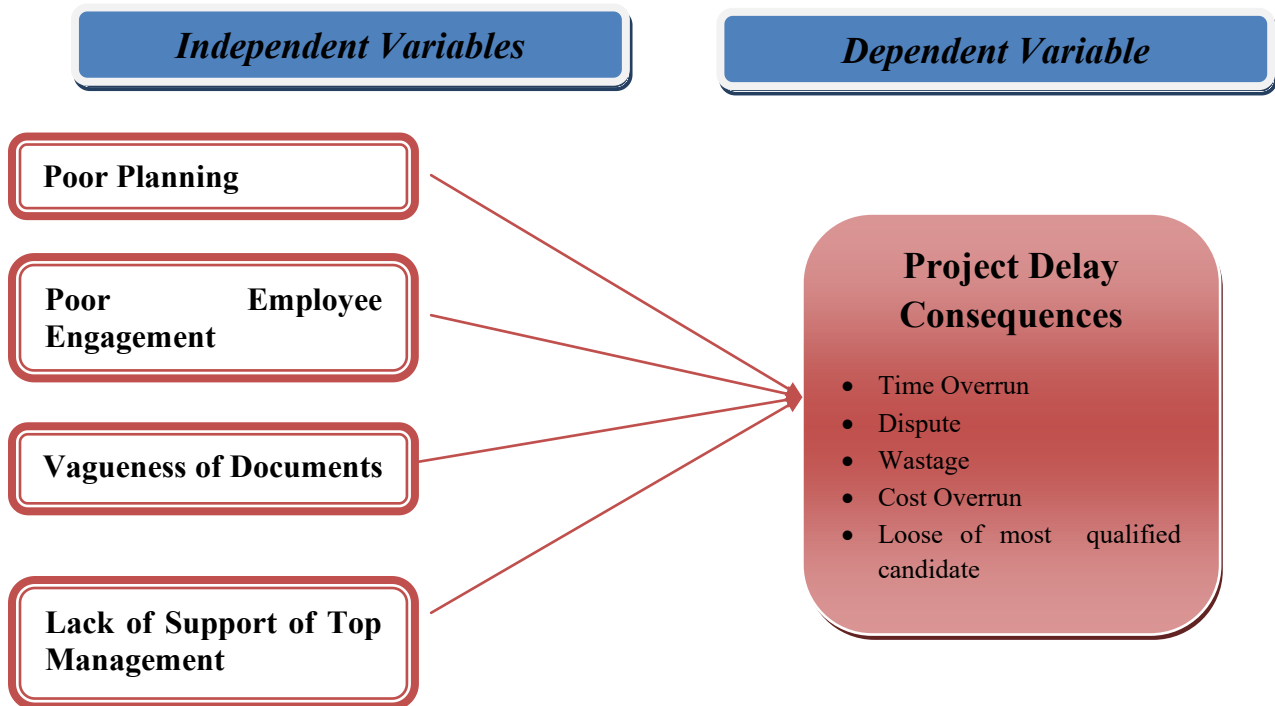 Independent Variables
Dependent Variable
Poor Planning
Poor Employee
Engagement
Vagueness of Documents
Lack of Support of Top
Management
Project Delay
Consequences
• Time Overrun
• Dispute
• Wastage
• Cost Overrun
• Loose of most qualified
candidate